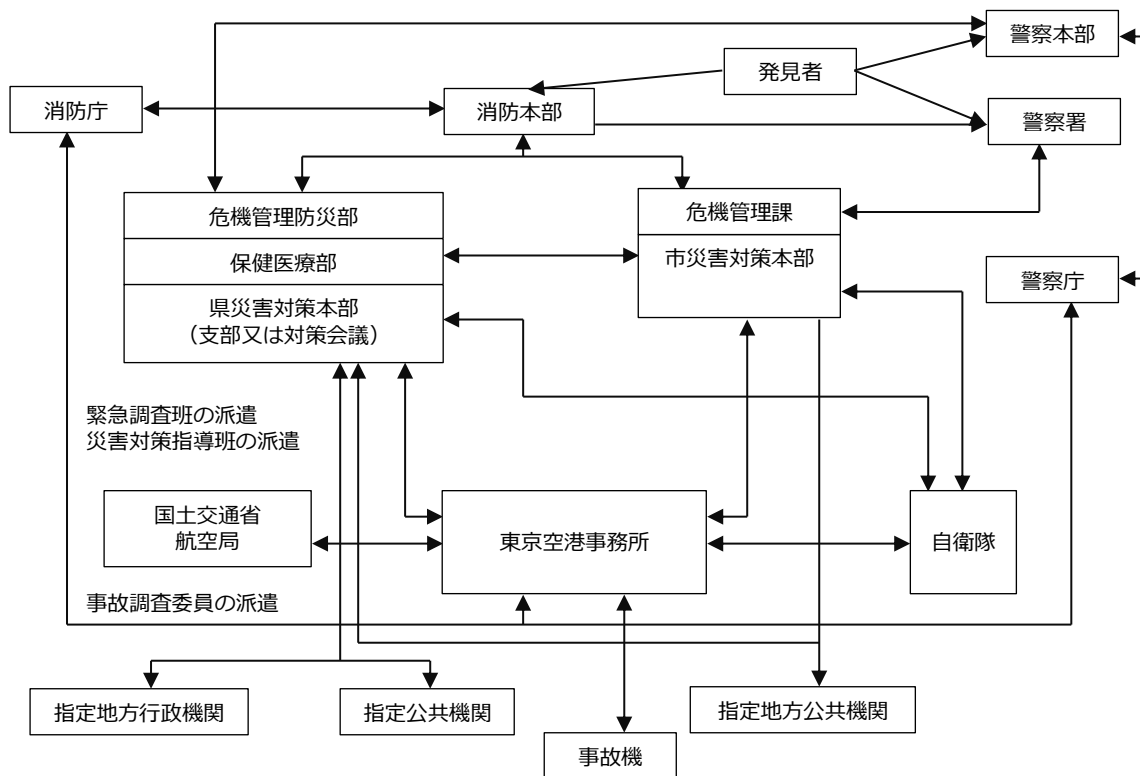 警察本部
発見者
消防庁
消防本部
警察署
危機管理防災部
危機管理課
保健医療部
市災害対策本部
警察庁
県災害対策本部
（支部又は対策会議）
緊急調査班の派遣
災害対策指導班の派遣
国土交通省
航空局
東京空港事務所
自衛隊
事故調査委員の派遣
指定地方行政機関
指定公共機関
指定地方公共機関
事故機